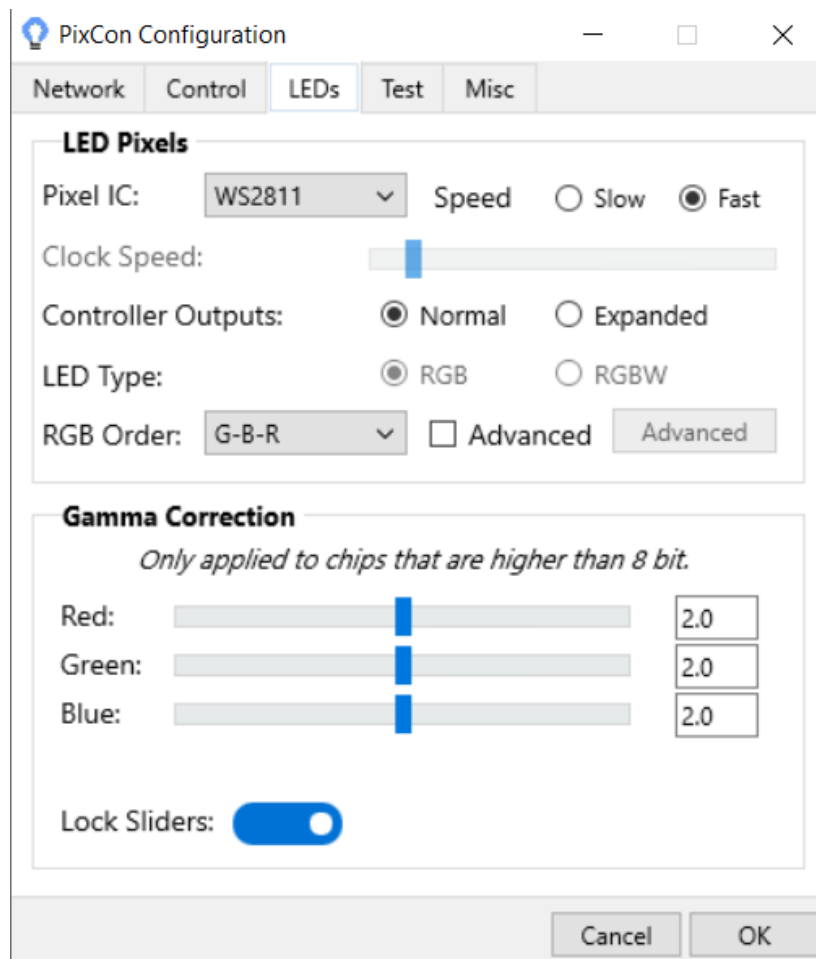 PixCon Configuration
Network Control LEDs Test Misc
LED Pixels
Pixel IC: WS2811 Speed Slow Fast
Clock Speed:
Controller Outputs: Normal Expanded
LED Type: RGB RGBW
RGB Order: G-B-R Advanced Advanced
Gamma Correction
Only applied to chips that are higher than 8 bit.
Red: 2.0
Green: 2.0
Blue: 2.0
Lock Sliders:
Cancel OK